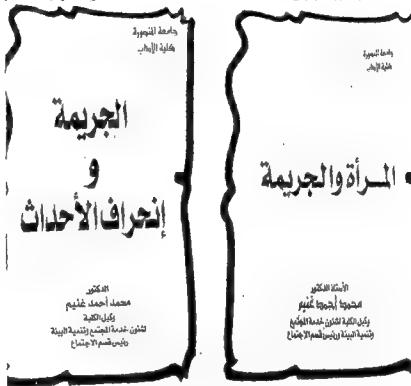 جامعة المنصورة
كلية الآداب
المرأة والجريمة
الأستاذ الدكتور
محمد أحمد غنيم
وكيل الكلية لشئون خدمة المجتمع
وتنمية البيئة ورئيس قسم الاجتماع
جامعة المنصورة
كلية الآداب
الجريمة
و
إنحراف الأحداث
الدكتور
محمد أحمد غنيم
وكيل الكلية
لشئون خدمة المجتمع وتنمية البيئة
رئيس قسم الاجتماع